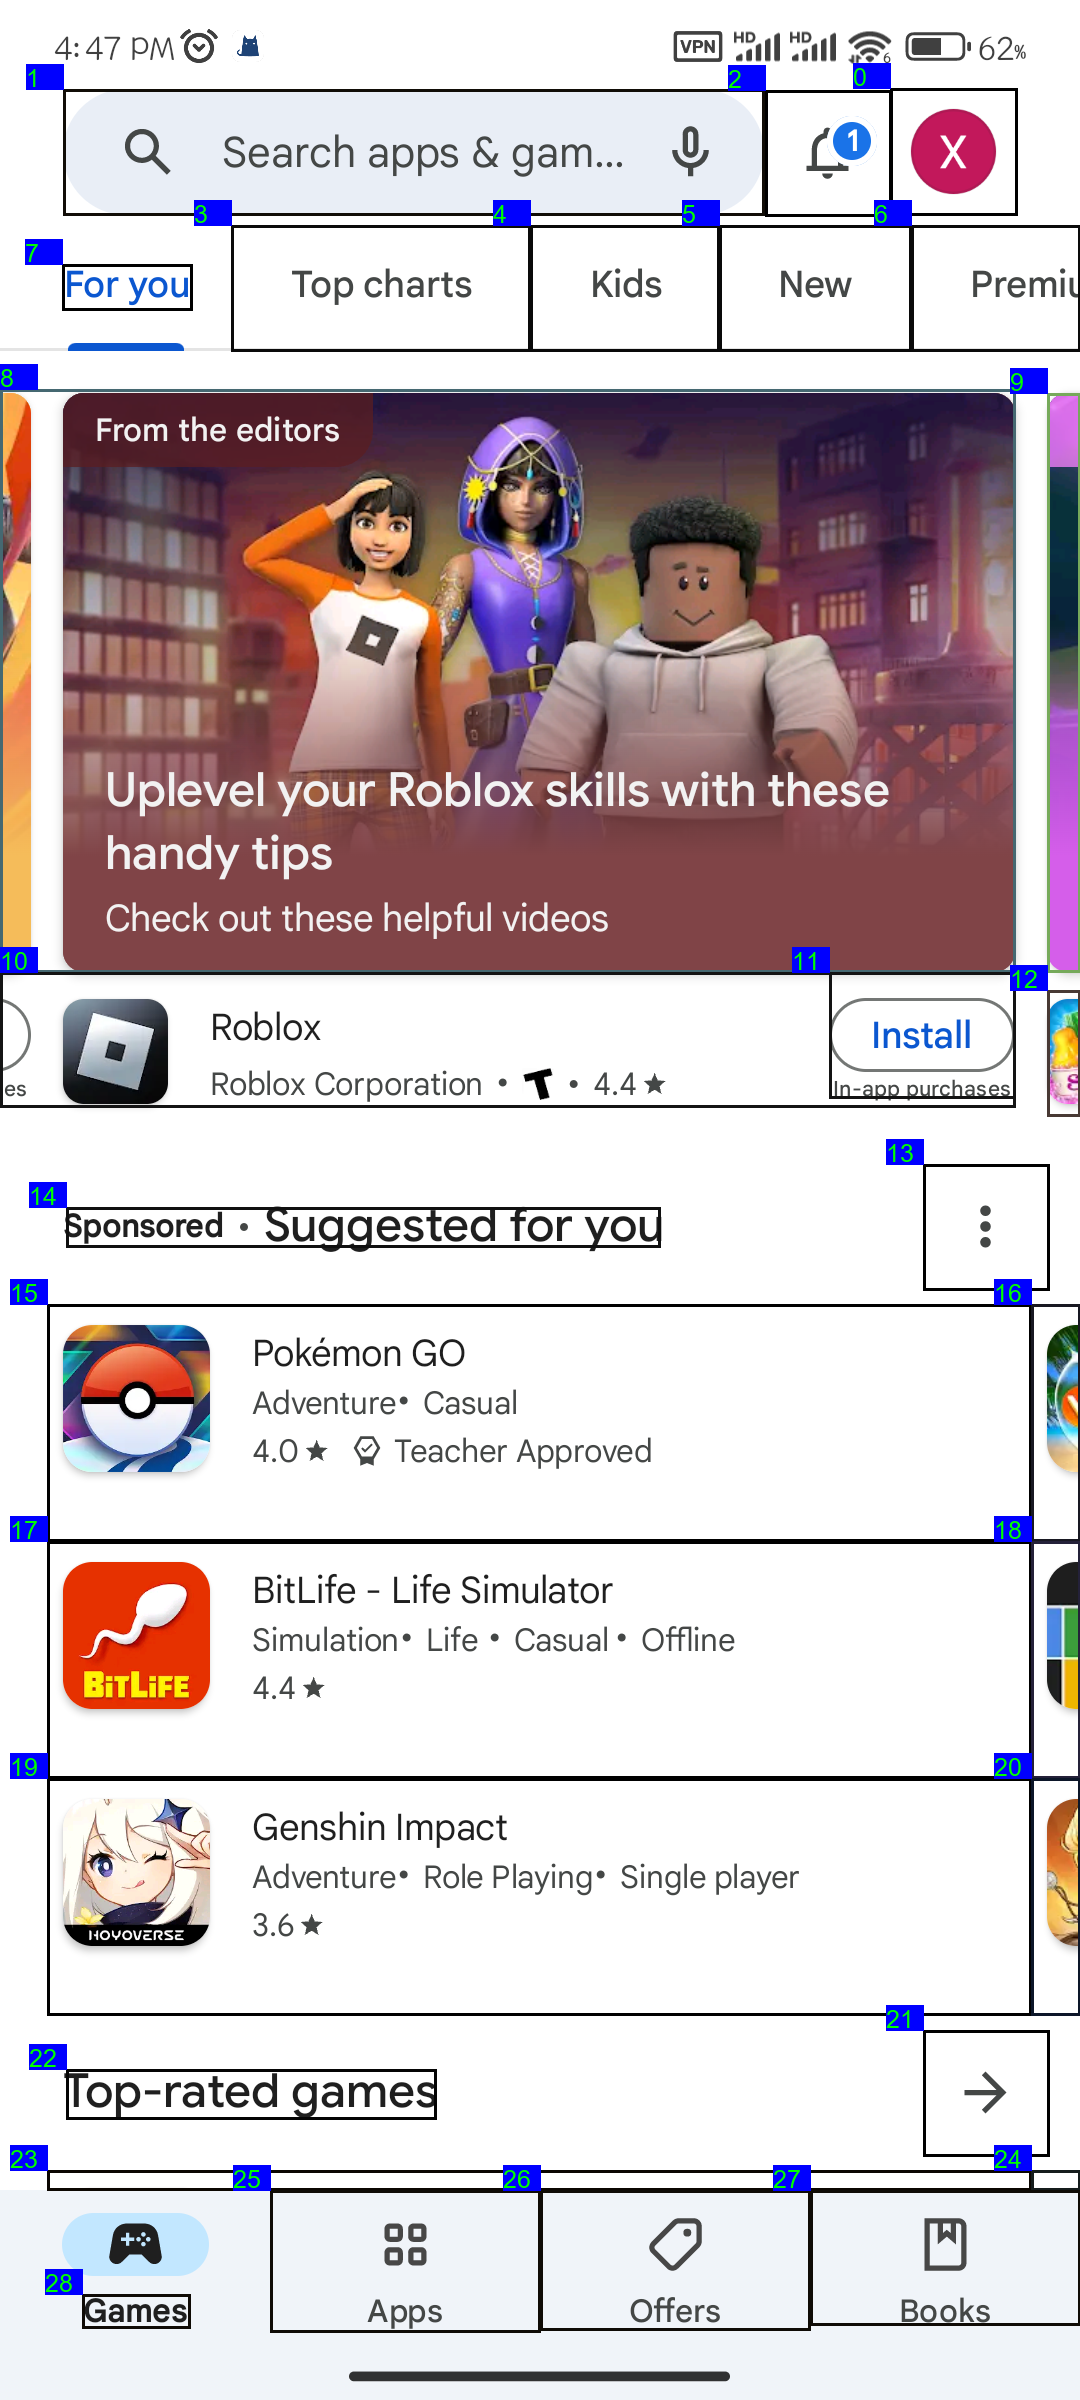 4:47 PM
VPN HD HD 6 62%
1 2 0
Search apps & gam...
1
X
3 4 5 6
7
For you
Top charts
Kids
New
Premiu
8 9
From the editors
Uplevel your Roblox skills with these
handy tips
Check out these helpful videos
10 11 12
Roblox
Roblox Corporation • T • 4.4 ★
Install
es
In-app purchases
13
14
Sponsored • Suggested for you
15 16
Pokémon GO
Adventure • Casual
4.0 ★ Teacher Approved
17 18
BitLife - Life Simulator
Simulation • Life • Casual • Offline
4.4 ★
BITLIFE
19 20
Genshin Impact
Adventure • Role Playing • Single player
3.6 ★
HOYOVERSE
21
22
Top-rated games
23 25 26 27 24
28
Games
Apps
Offers
Books